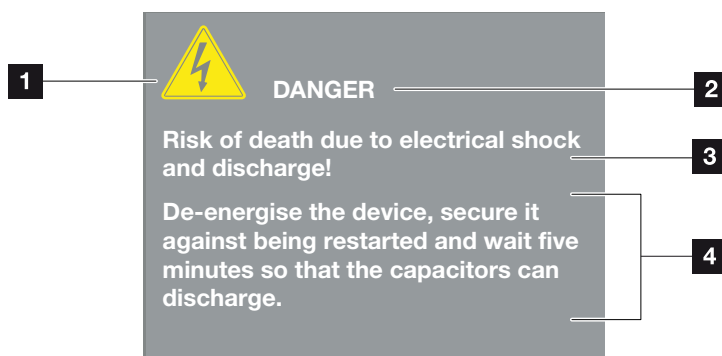 1
DANGER
2
Risk of death due to electrical shock
and discharge!
3
De-energise the device, secure it
against being restarted and wait five
minutes so that the capacitors can
discharge.
4